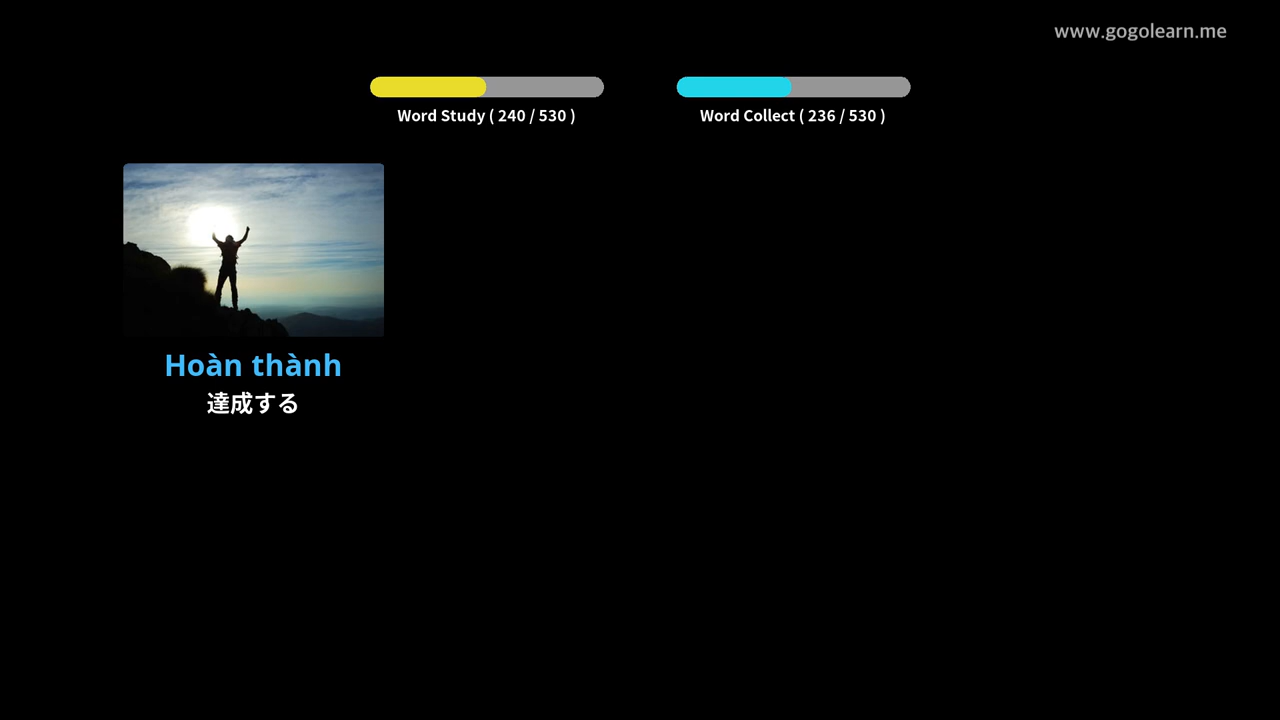 www.gogolearn.me
Word Study ( 240 / 530 )
Word Collect ( 236 / 530 )
Hoàn thành
達成する